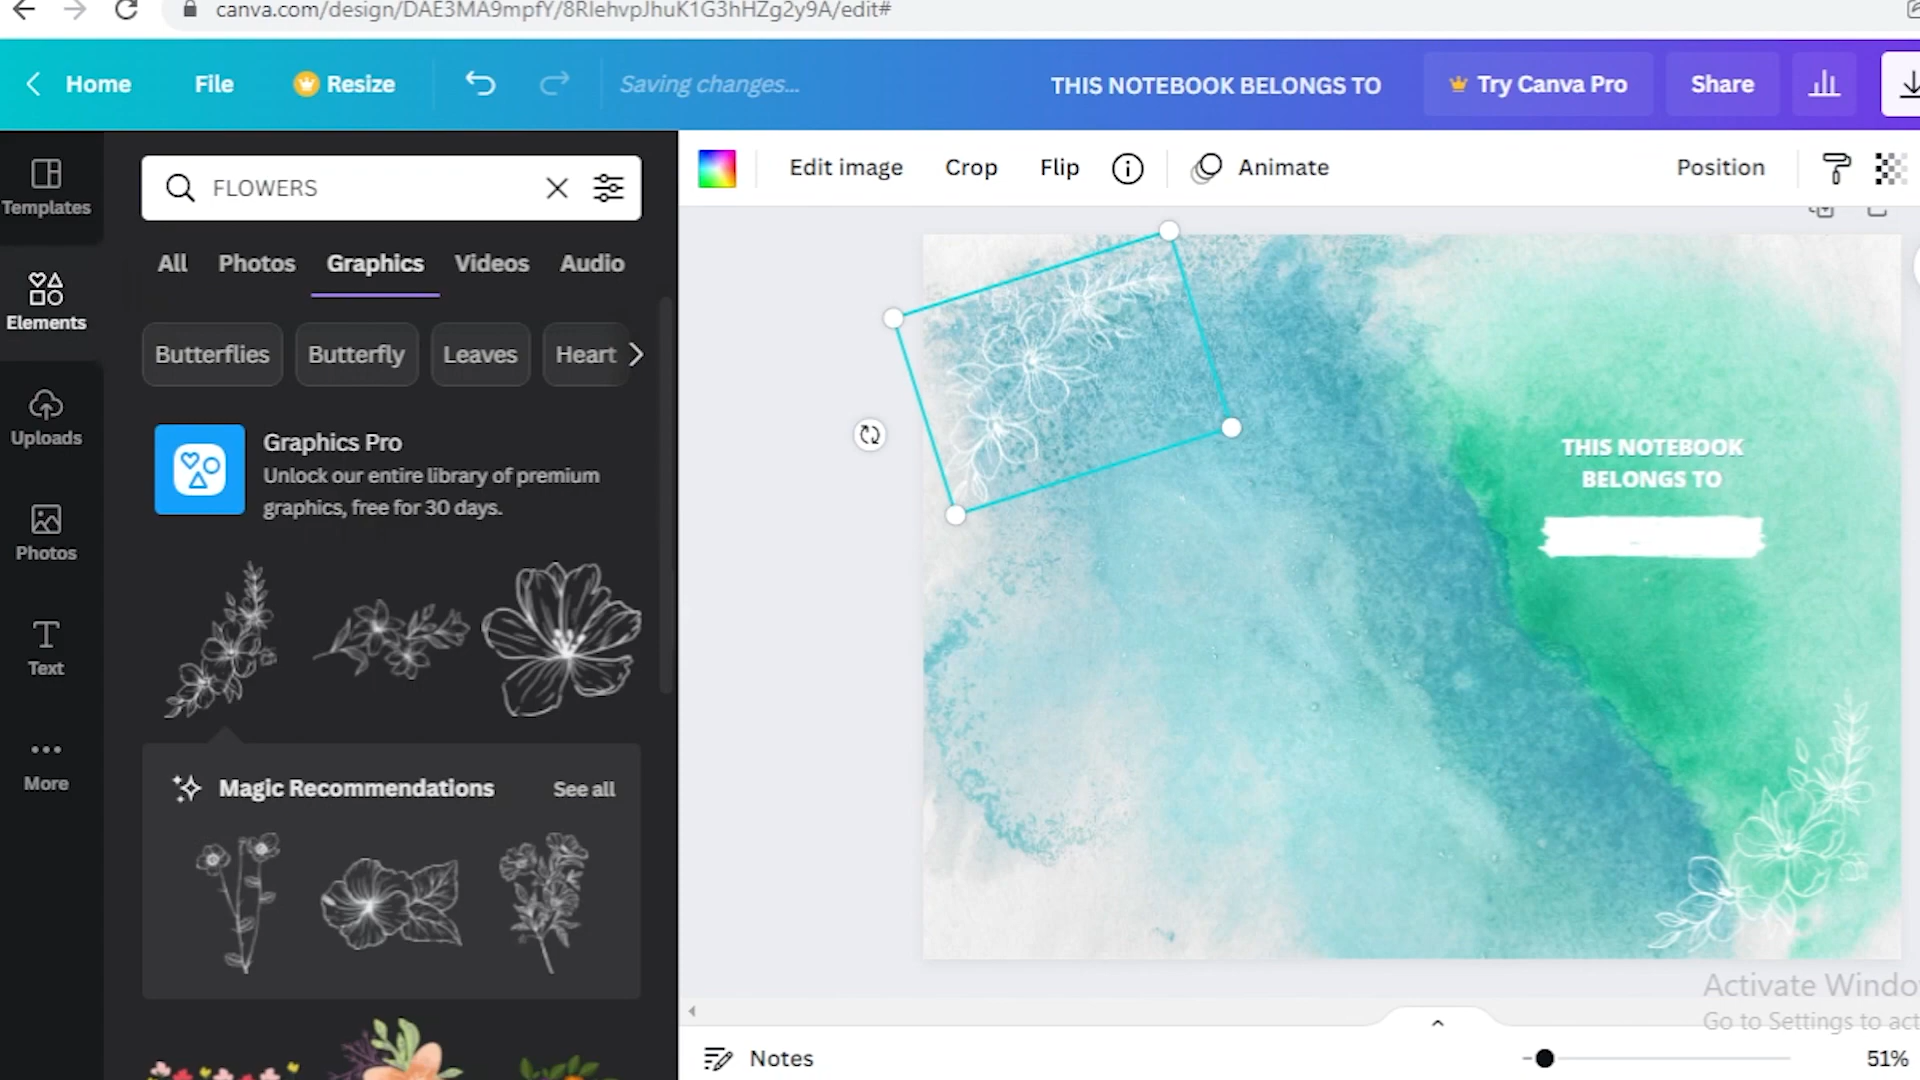 canva.com/design/DAE3MA9mpfY/8RlehvpJhuK1G3hHZg2y9A/edit#
Home File Resize Saving changes... THIS NOTEBOOK BELONGS TO Try Canva Pro Share
Templates
Elements
Uploads
Photos
Text
More
FLOWERS
All Photos Graphics Videos Audio
Butterflies Butterfly Leaves Heart
Graphics Pro
Unlock our entire library of premium
graphics, free for 30 days.
Magic Recommendations See all
Edit image Crop Flip Animate Position
THIS NOTEBOOK
BELONGS TO
Activate Windo
Go to Settings to act
Notes 51%